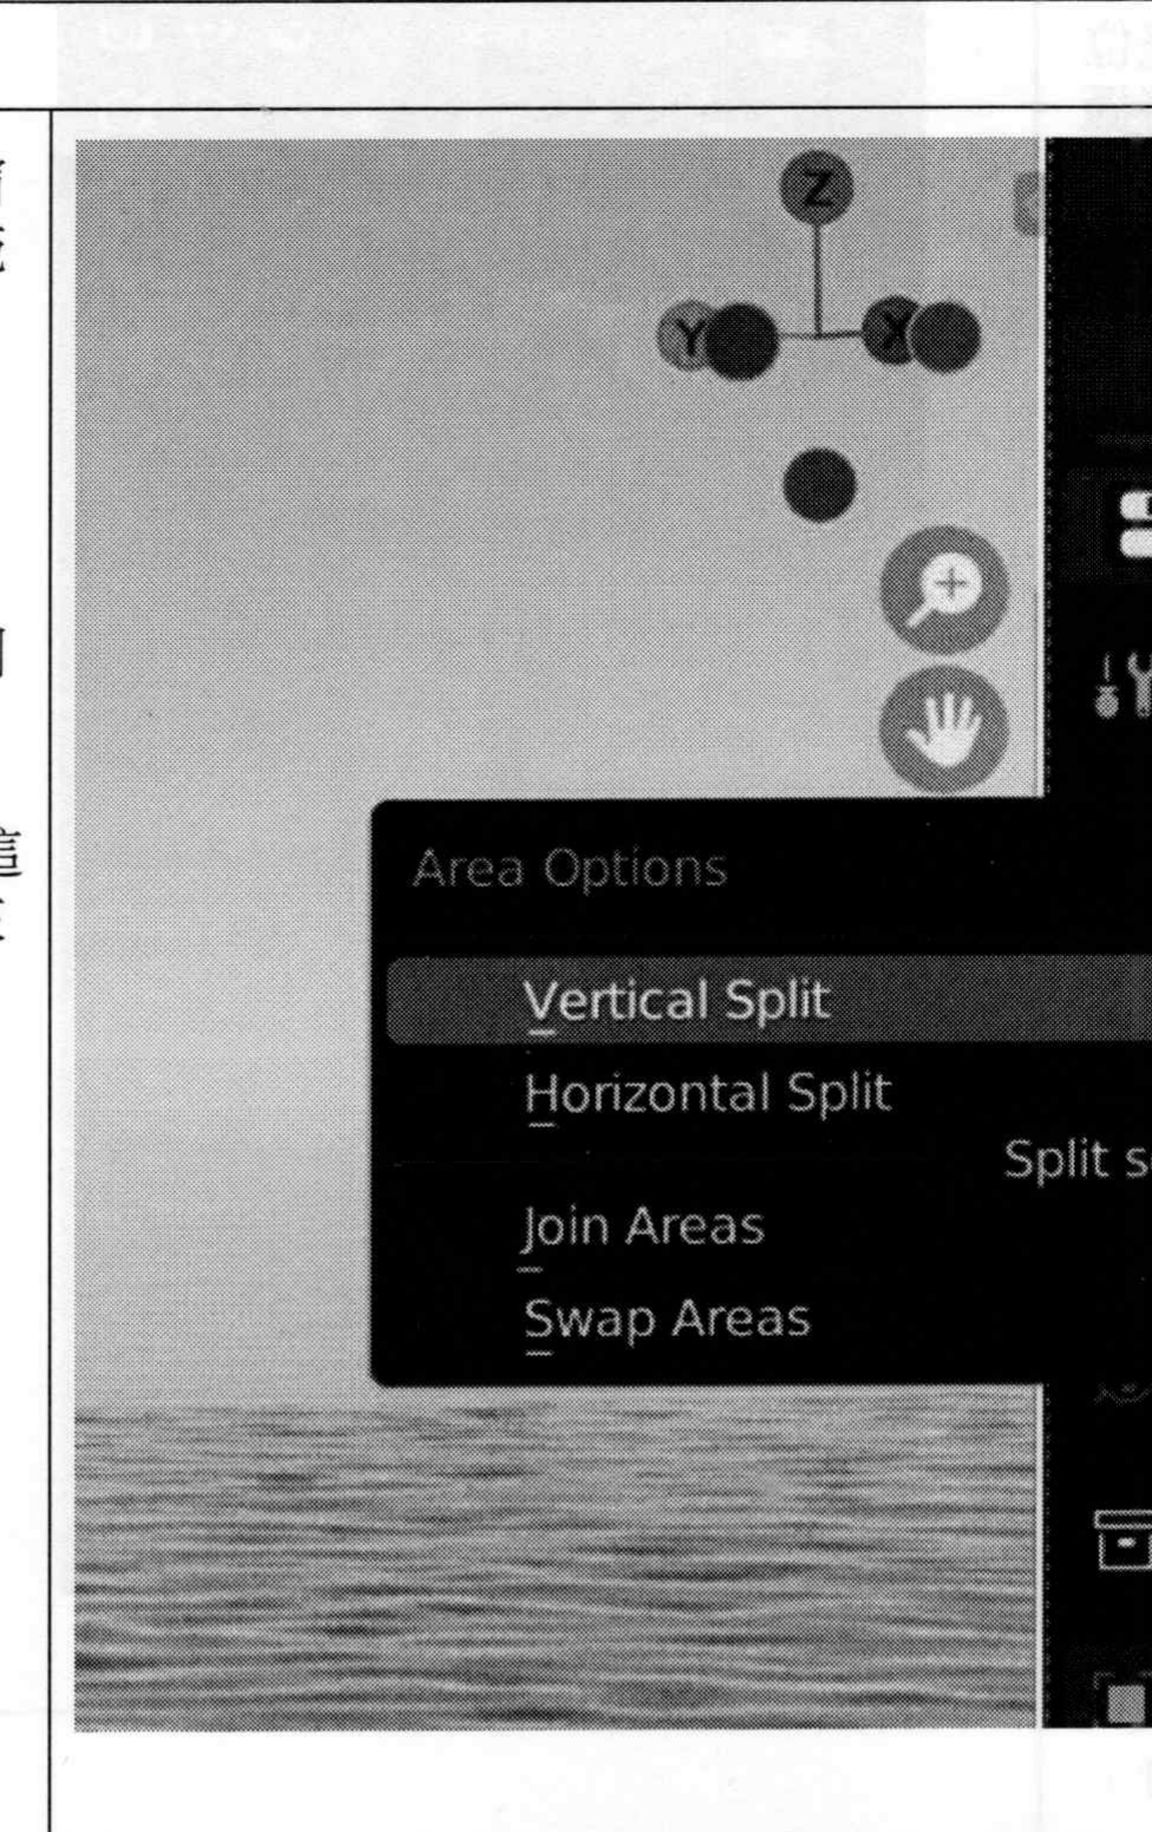 Z
Y X
Area Options
Vertical Split
Horizontal Split
Split
Join Areas
Swap Areas